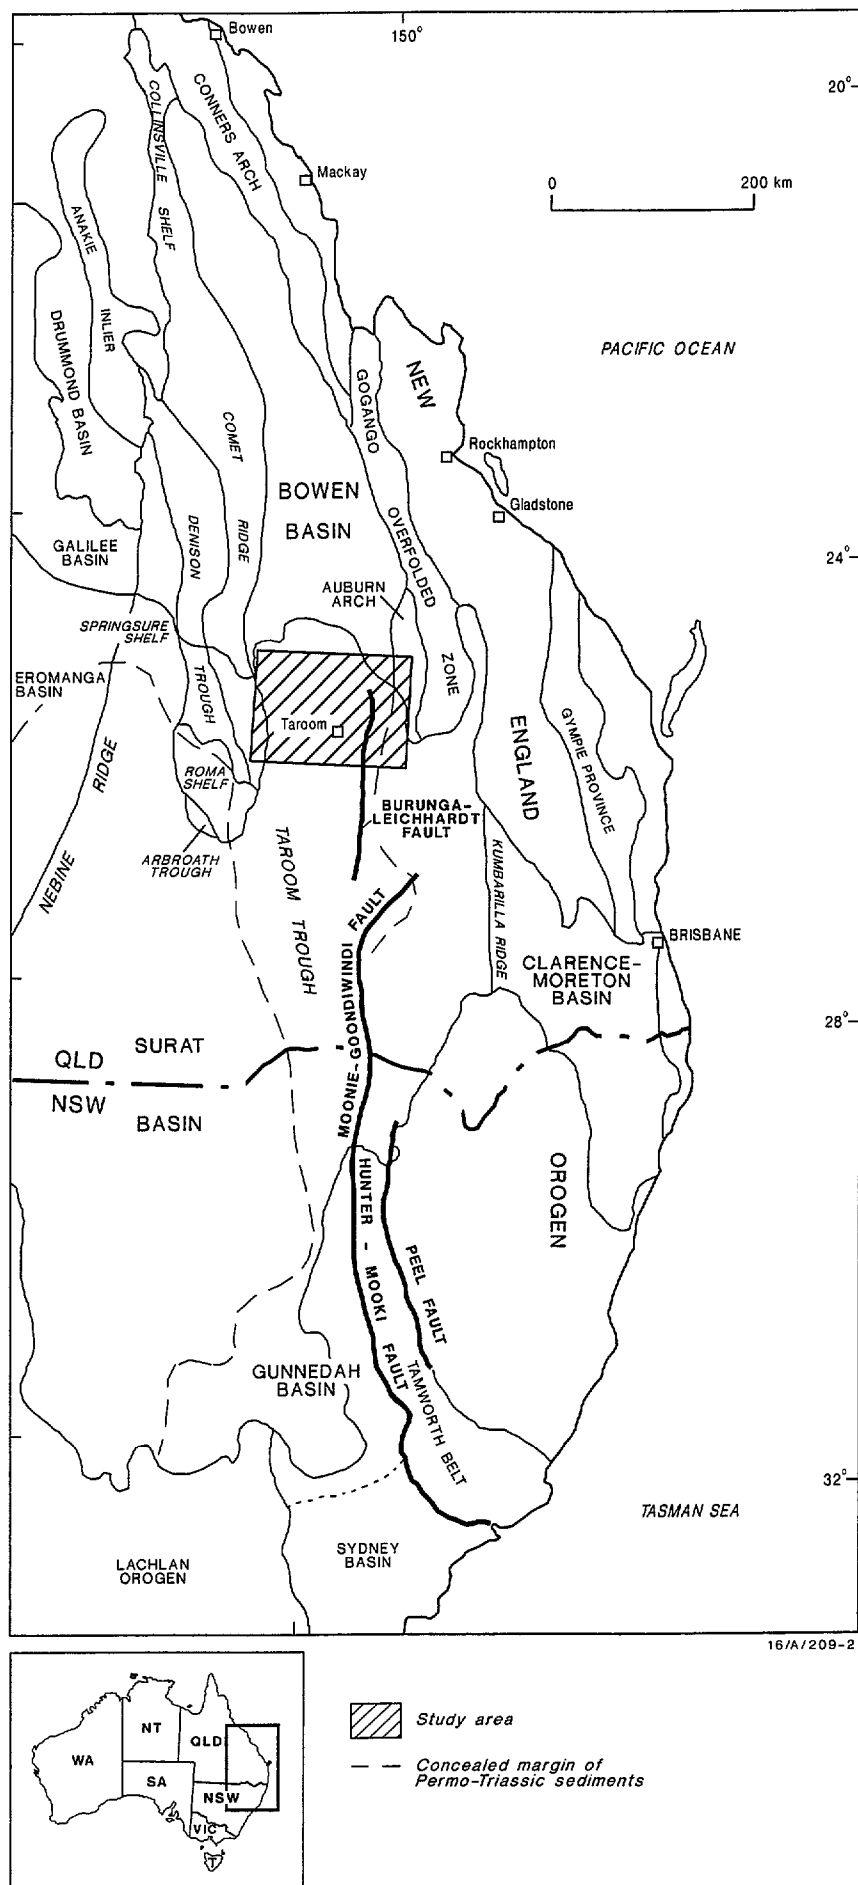 Bowen
150°
20°
COLLINSVILLE SHELF
CONNERS ARCH
Mackay
0 200 km
ANAKIE INLIER
DRUMMOND BASIN
PACIFIC OCEAN
GOGANGO OVERFOLDED ZONE
NEW ENGLAND OROGEN
COMET RIDGE
Rockhampton
BOWEN
BASIN
Gladstone
DENISON TROUGH
GALILEE
BASIN
24°
AUBURN
ARCH
SPRINGSURE
SHELF
EROMANGA
BASIN
Taroom
GYMPIE PROVINCE
ROMA
SHELF
NEBINE RIDGE
BURUNGA-
LEICHHARDT
FAULT
ARBROATH
TROUGH
TAROOM TROUGH
KUMBARILLA RIDGE
BRISBANE
CLARENCE-
MORETON
BASIN
MOONIE-GOONDIWINDI FAULT
28°
QLD
SURAT
NSW
BASIN
HUNTER - MOOKI FAULT
PEEL FAULT
GUNNEDAH
BASIN
TAMWORTH BELT
32°
TASMAN SEA
SYDNEY
BASIN
LACHLAN
OROGEN
16/A/209-2
NT
QLD
WA
SA
NSW
VIC
T
Study area
Concealed margin of
Permo-Triassic sediments